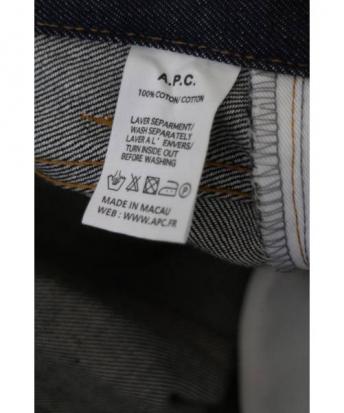 A.P.C.
100% COTON/COTTON
LAVER SEPARMENT/
WASH SEPARATELY
LAVER A L' ENVERS/
TURN INSIDE OUT
BEFORE WASHING
MADE IN MACAU
WEB : WWW.APC.FR